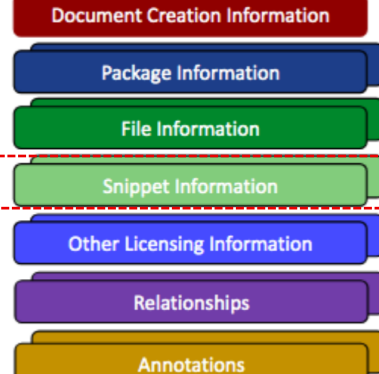 Document Creation Information
Package Information
File Information
Snippet Information
Other Licensing Information
Relationships
Annotations